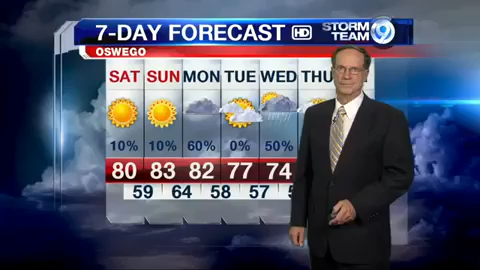 7-DAY FORECAST HD STORM TEAM 9
OSWEGO
SAT SUN MON TUE WED THU
10% 10% 60% 0% 50%
80 83 82 77 74
59 64 58 57